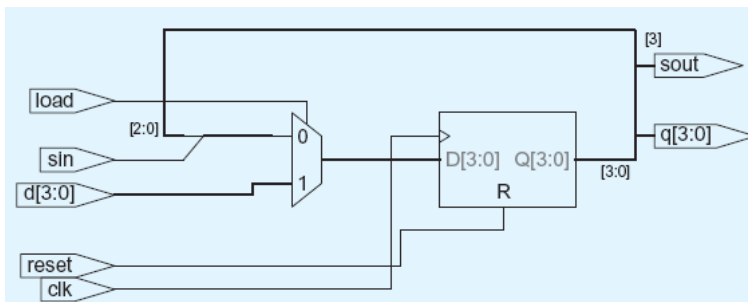 [3]
sout
load
[2:0]
0
q[3:0]
sin
D[3:0] Q[3:0]
[3:0]
d[3:0]
1
R
reset
clk